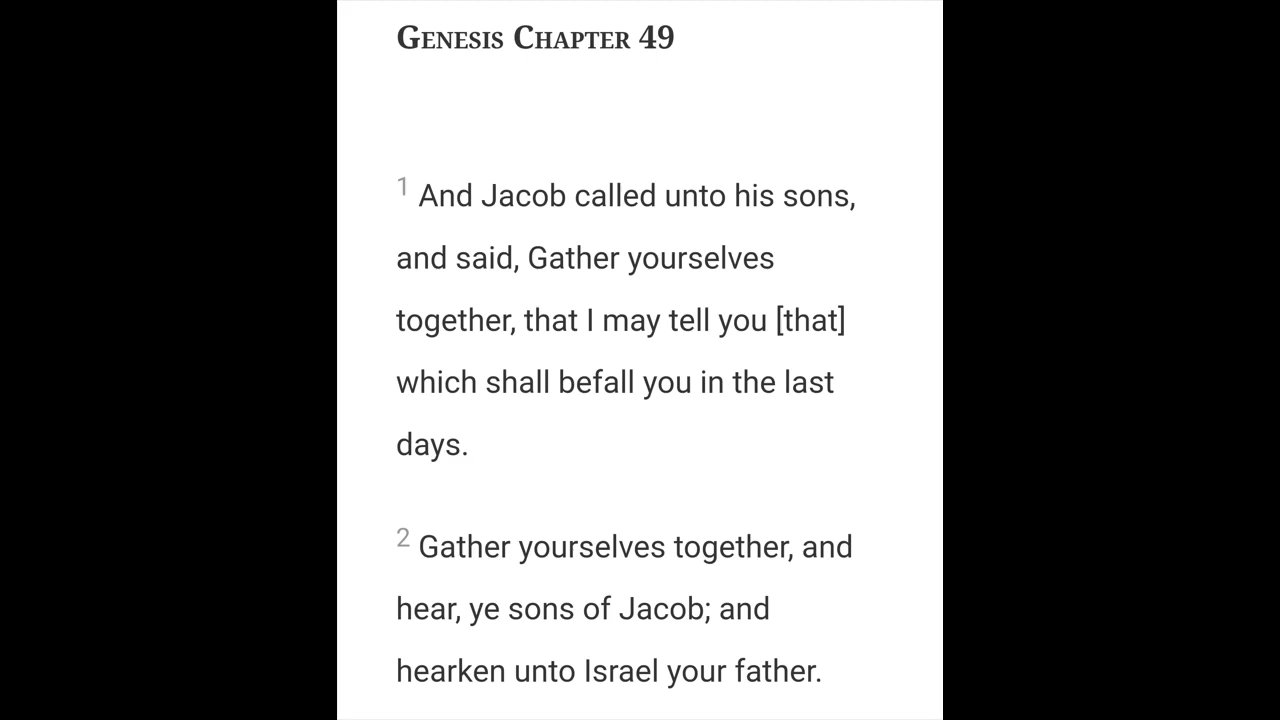 Genesis Chapter 49
1 And Jacob called unto his sons,
and said, Gather yourselves
together, that I may tell you [that]
which shall befall you in the last
days.
2 Gather yourselves together, and
hear, ye sons of Jacob; and
hearken unto Israel your father.